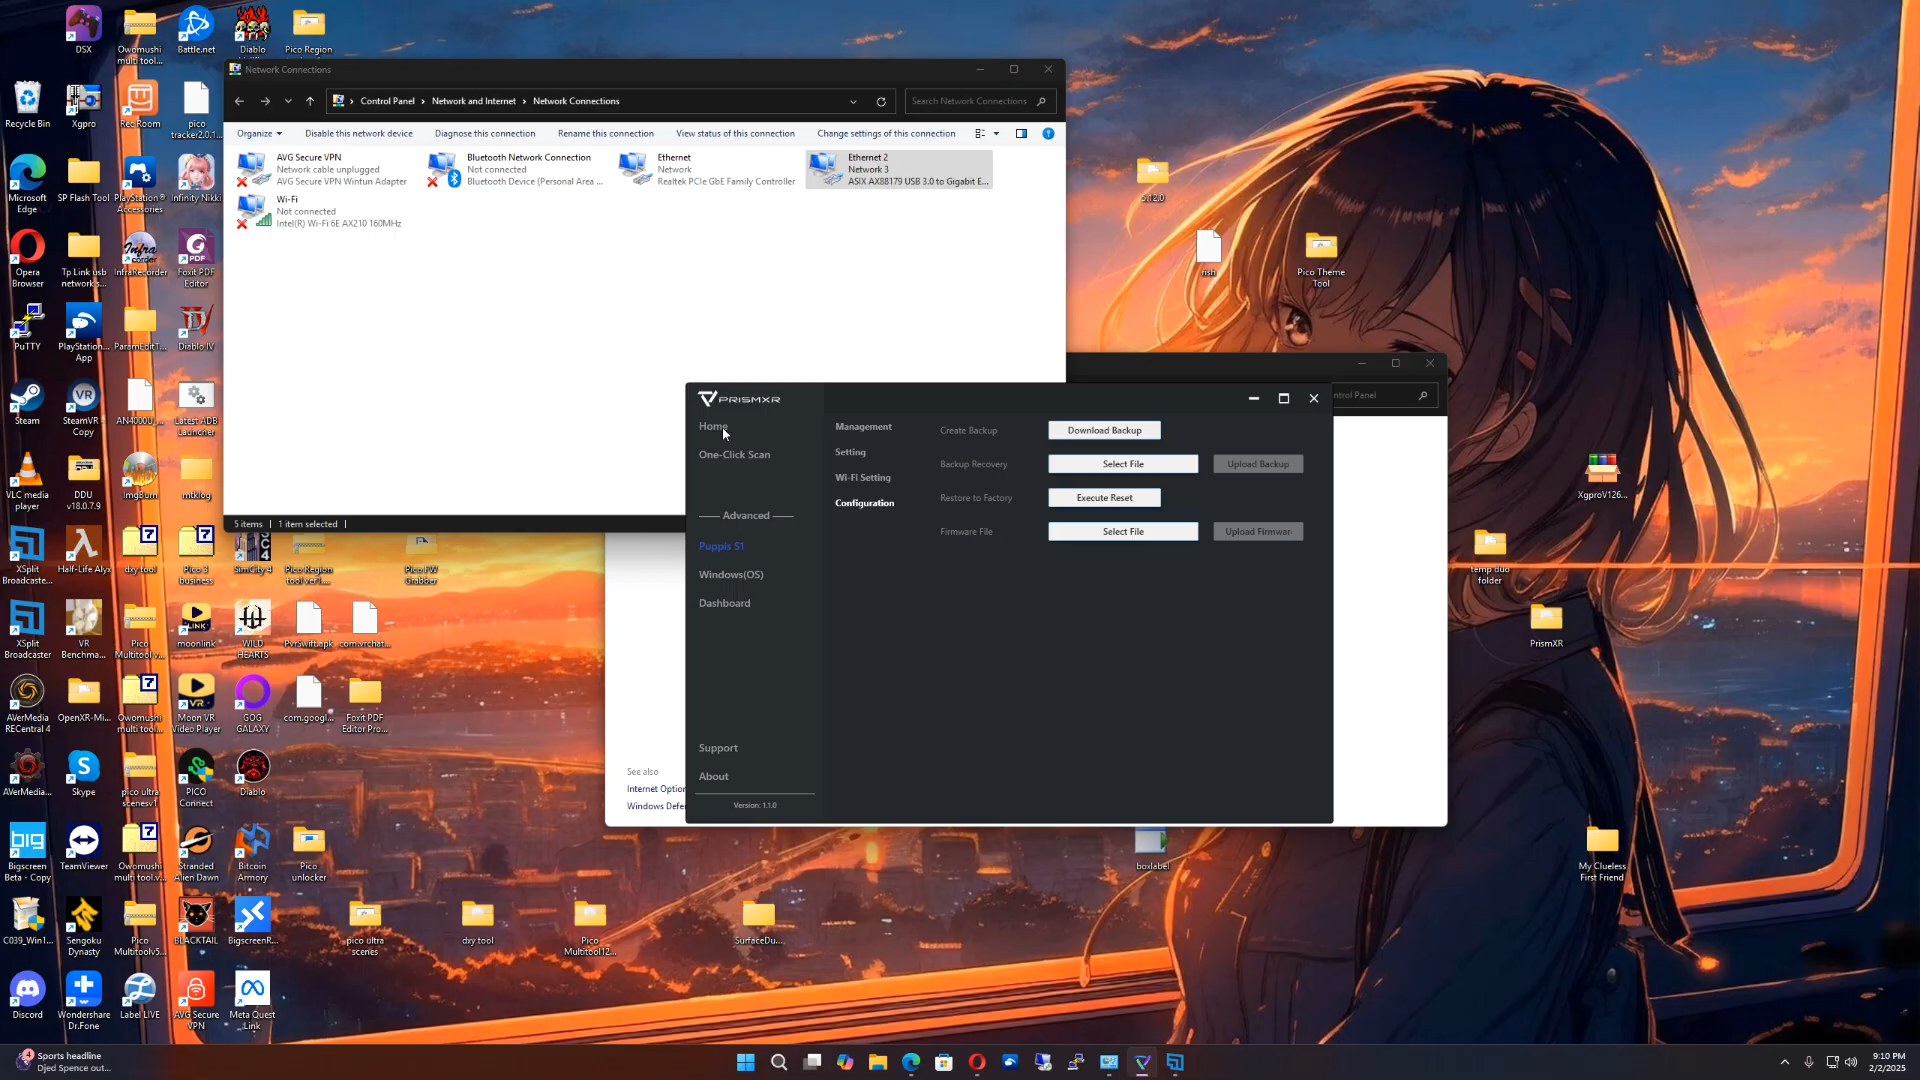 DSX
Owomushi
multi tool...
Battle.net
Diablo
Pico Region
Recycle Bin
Xgpro
Rec Room
pico
tracker2.0.1...
Microsoft
Edge
SP Flash Tool
PlayStation®
Accessories
Infinity Nikki
Opera
Browser
Tp Link usb
network s...
InfraRecorder
Foxit PDF
Editor
PuTTY
PlayStation...
App
ParamEditT...
Diablo IV
Steam
SteamVR -
Copy
AN4000U_...
Latest ADB
Launcher
VLC media
player
DDU
v18.0.7.9
ImgBurn
mtklog
XSplit
Broadcaste...
Half-Life Alyx
dxy tool
Pico 3
business
SimCity 4
Pico Region
tool ver1....
Pico FW
Grabber
XSplit
Broadcaster
VR
Benchma...
Pico
Multitool v...
moonlink
WILD
HEARTS
PvrSwift.apk
com.vrchat...
AVerMedia
RECentral 4
OpenXR-Mi...
Owomushi
multi tool...
Moon VR
Video Player
GOG
GALAXY
com.googl...
Foxit PDF
Editor Pro...
AVerMedia...
Skype
pico ultra
scenesv1
PICO
Connect
Diablo
Bigscreen
Beta - Copy
TeamViewer
Owomushi
multi tool.v...
Stranded
Alien Dawn
Bitcoin
Armory
Pico
unlocker
C039_Win1...
Sengoku
Dynasty
Pico
Multitoolv5...
BLACKTAIL
BigscreenR...
pico ultra
scenes
dxy tool
Pico
Multitool12...
SurfaceDu...
Discord
Wondershare
Dr.Fone
Label LIVE
AVG Secure
VPN
Meta Quest
Link
Network Connections
Control Panel
Network and Internet
Network Connections
Search Network Connections
Organize
Disable this network device
Diagnose this connection
Rename this connection
View status of this connection
Change settings of this connection
AVG Secure VPN
Network cable unplugged
AVG Secure VPN Wintun Adapter
Bluetooth Network Connection
Not connected
Bluetooth Device (Personal Area ...
Ethernet
Network
Realtek PCIe GbE Family Controller
Ethernet 2
Network 3
ASIX AX88179 USB 3.0 to Gigabit E...
Wi-Fi
Not connected
Intel(R) Wi-Fi 6E AX210 160MHz
5 items
1 item selected
See also
Internet Option
Windows Defe
PRISMXR
Home
One-Click Scan
Advanced
Puppis S1
Windows(OS)
Dashboard
Support
About
Version: 1.1.0
Management
Setting
Wi-Fi Setting
Configuration
Create Backup
Download Backup
Backup Recovery
Select File
Upload Backup
Restore to Factory
Execute Reset
Firmware File
Select File
Upload Firmwar
ntrol Panel
5.12.0
rish
Pico Theme
Tool
XgproV126...
temp duo
folder
PrismXR
boxlabel
My Clueless
First Friend
4
Sports headline
Djed Spence out...
9:10 PM
2/2/2025